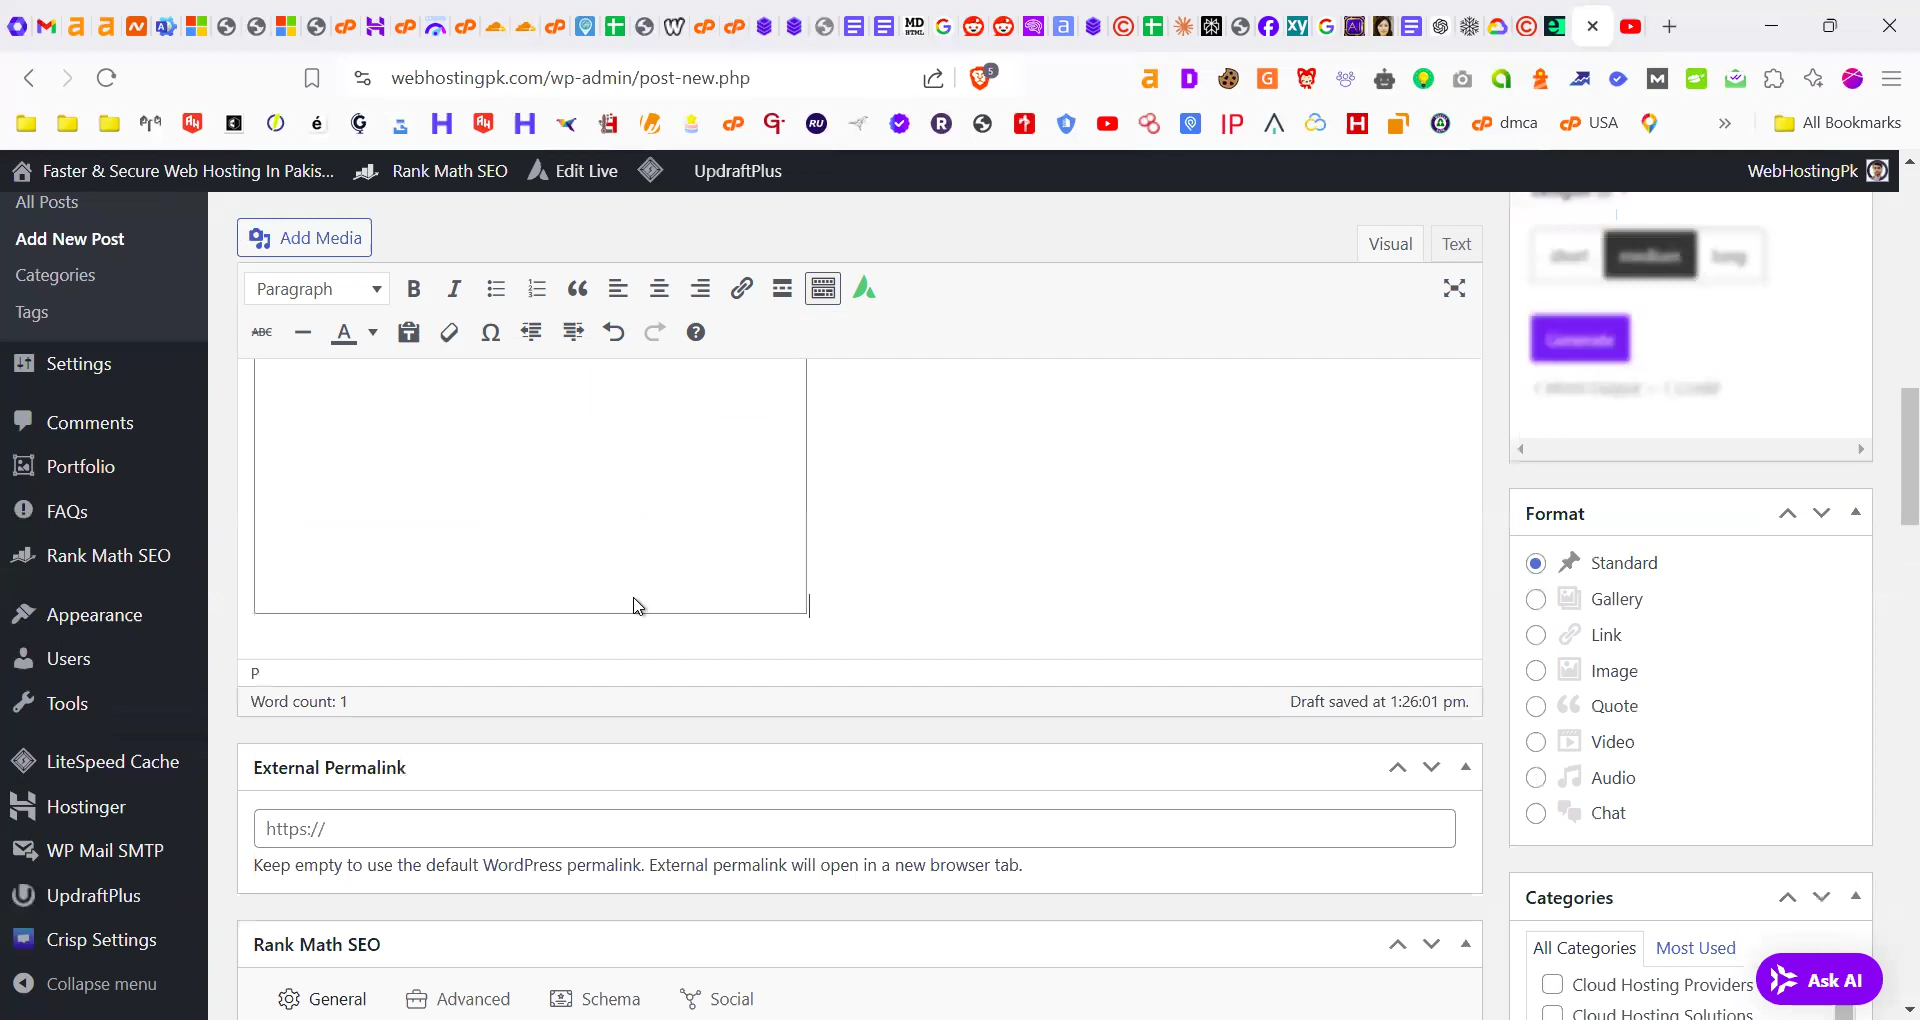 webhostingpk.com/wp-admin/post-new.php
5
dmca
USA
All Bookmarks
Faster & Secure Web Hosting In Pakis...
Rank Math SEO
Edit Live
UpdraftPlus
WebHostingPk
All Posts
Add New Post
Categories
Tags
Settings
Comments
Portfolio
FAQs
Rank Math SEO
Appearance
Users
Tools
LiteSpeed Cache
Hostinger
WP Mail SMTP
UpdraftPlus
Crisp Settings
Collapse menu
Add Media
Visual
Text
Paragraph
P
Word count: 1
Draft saved at 1:26:01 pm.
External Permalink
https://
Keep empty to use the default WordPress permalink. External permalink will open in a new browser tab.
Rank Math SEO
General
Advanced
Schema
Social
short
medium
long
Generate
Format
Standard
Gallery
Link
Image
Quote
Video
Audio
Chat
Categories
All Categories
Most Used
Cloud Hosting Providers
Cloud Hosting Solutions
Ask AI